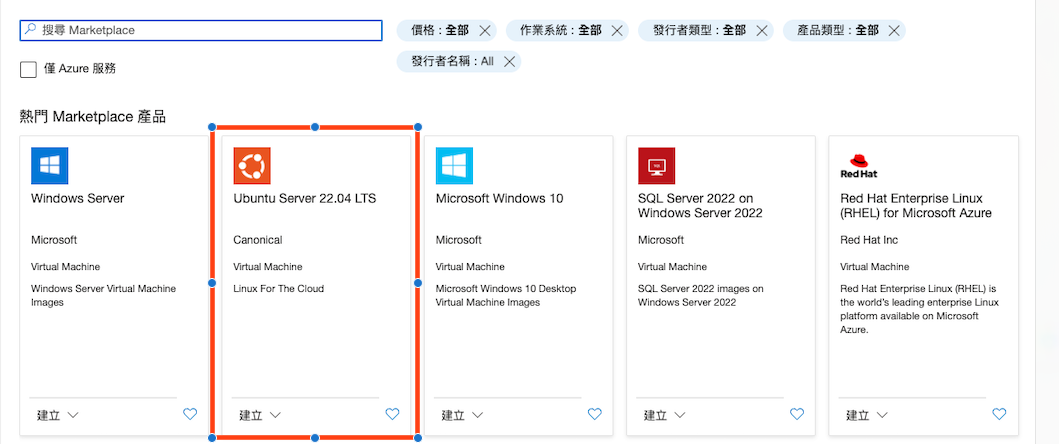 搜尋 Marketplace
價格：全部
作業系統：全部
發行者類型：全部
產品類型：全部
發行者名稱：All
僅 Azure 服務
熱門 Marketplace 產品
Windows Server
Microsoft
Virtual Machine
Windows Server Virtual Machine
Images
建立
Ubuntu Server 22.04 LTS
Canonical
Virtual Machine
Linux For The Cloud
建立
Microsoft Windows 10
Microsoft
Virtual Machine
Microsoft Windows 10 Desktop
Virtual Machine Images
建立
SQL Server 2022 on
Windows Server 2022
Microsoft
Virtual Machine
SQL Server 2022 images on
Windows Server 2022
建立
Red Hat
Red Hat Enterprise Linux
(RHEL) for Microsoft Azure
Red Hat Inc
Virtual Machine
Red Hat Enterprise Linux (RHEL) is
the world's leading enterprise Linux
platform available on Microsoft
Azure.
建立